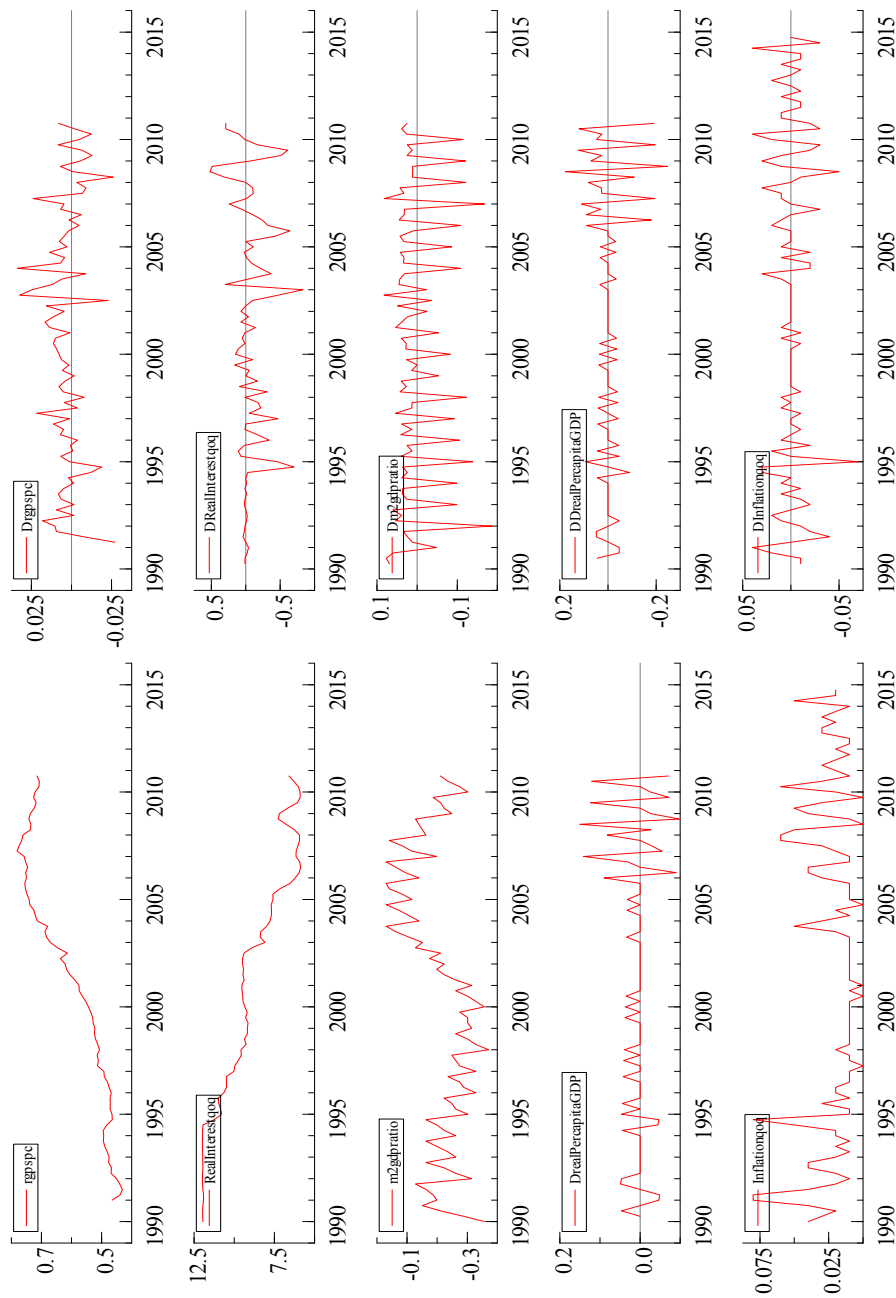 rgpspc
0.7
0.5
1990 1995 2000 2005 2010 2015
Drgpspc
0.025
-0.025
1990 1995 2000 2005 2010 2015
12.5
RealInterestqoq
7.5
1990 1995 2000 2005 2010 2015
DRealInterestqoq
0.5
-0.5
1990 1995 2000 2005 2010 2015
m2gdpratio
-0.1
-0.3
1990 1995 2000 2005 2010 2015
0.1
Dm2gdpratio
-0.1
1990 1995 2000 2005 2010 2015
0.2
DrealPercapitaGDP
0.0
1990 1995 2000 2005 2010 2015
0.2
DDrealPercapitaGDP
-0.2
1990 1995 2000 2005 2010 2015
Inflationqoq
0.075
0.025
1990 1995 2000 2005 2010 2015
0.05
DInflationqoq
-0.05
1990 1995 2000 2005 2010 2015